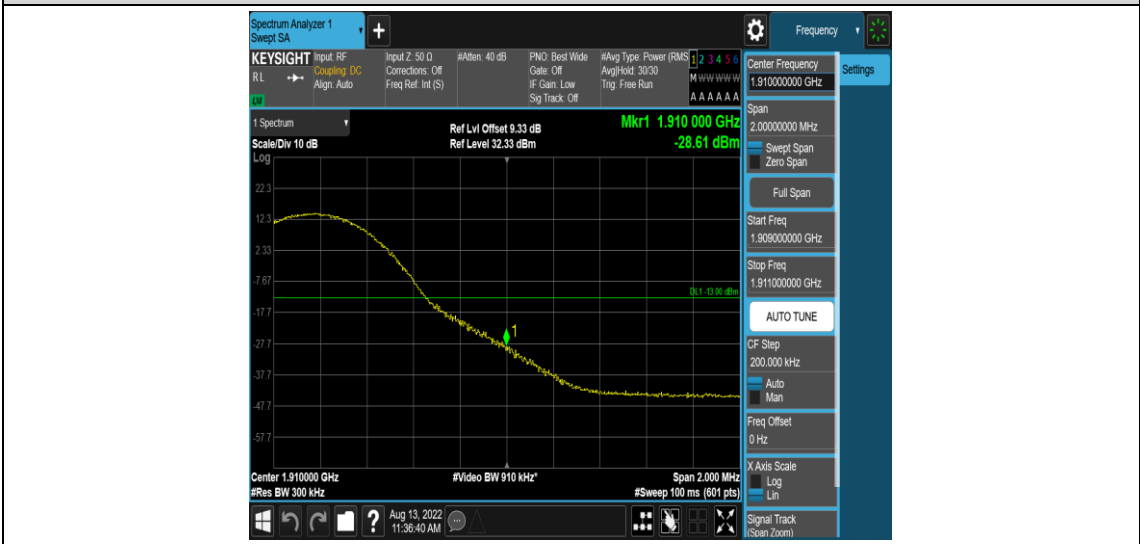 Spectrum Analyzer 1
Swept SA
+
Frequency
KEYSIGHT
RL
LXI
Input: RF
Coupling: DC
Align: Auto
Input Z: 50 Ω
Corrections: Off
Freq Ref: Int (S)
#Atten: 40 dB
PNO: Best Wide
Gate: Off
IF Gain: Low
Sig Track: Off
#Avg Type: Power (RMS
Avg|Hold: 30/30
Trig: Free Run
1 2 3 4 5 6
M W W W W W
A A A A A A
1 Spectrum
Scale/Div 10 dB
Log
Ref Lvl Offset 9.33 dB
Ref Level 32.33 dBm
Mkr1 1.910 000 GHz
-28.61 dBm
22.3
12.3
2.33
-7.67
-17.7
-27.7
-37.7
-47.7
-57.7
DL1 -13.00 dBm
1
Center 1.910000 GHz
#Res BW 300 kHz
#Video BW 910 kHz*
Span 2.000 MHz
#Sweep 100 ms (601 pts)
Center Frequency
1.910000000 GHz
Settings
Span
2.00000000 MHz
Swept Span
Zero Span
Full Span
Start Freq
1.909000000 GHz
Stop Freq
1.911000000 GHz
AUTO TUNE
CF Step
200.000 kHz
Auto
Man
Freq Offset
0 Hz
X Axis Scale
Log
Lin
Signal Track
(Span Zoom)
?
Aug 13, 2022
11:36:40 AM